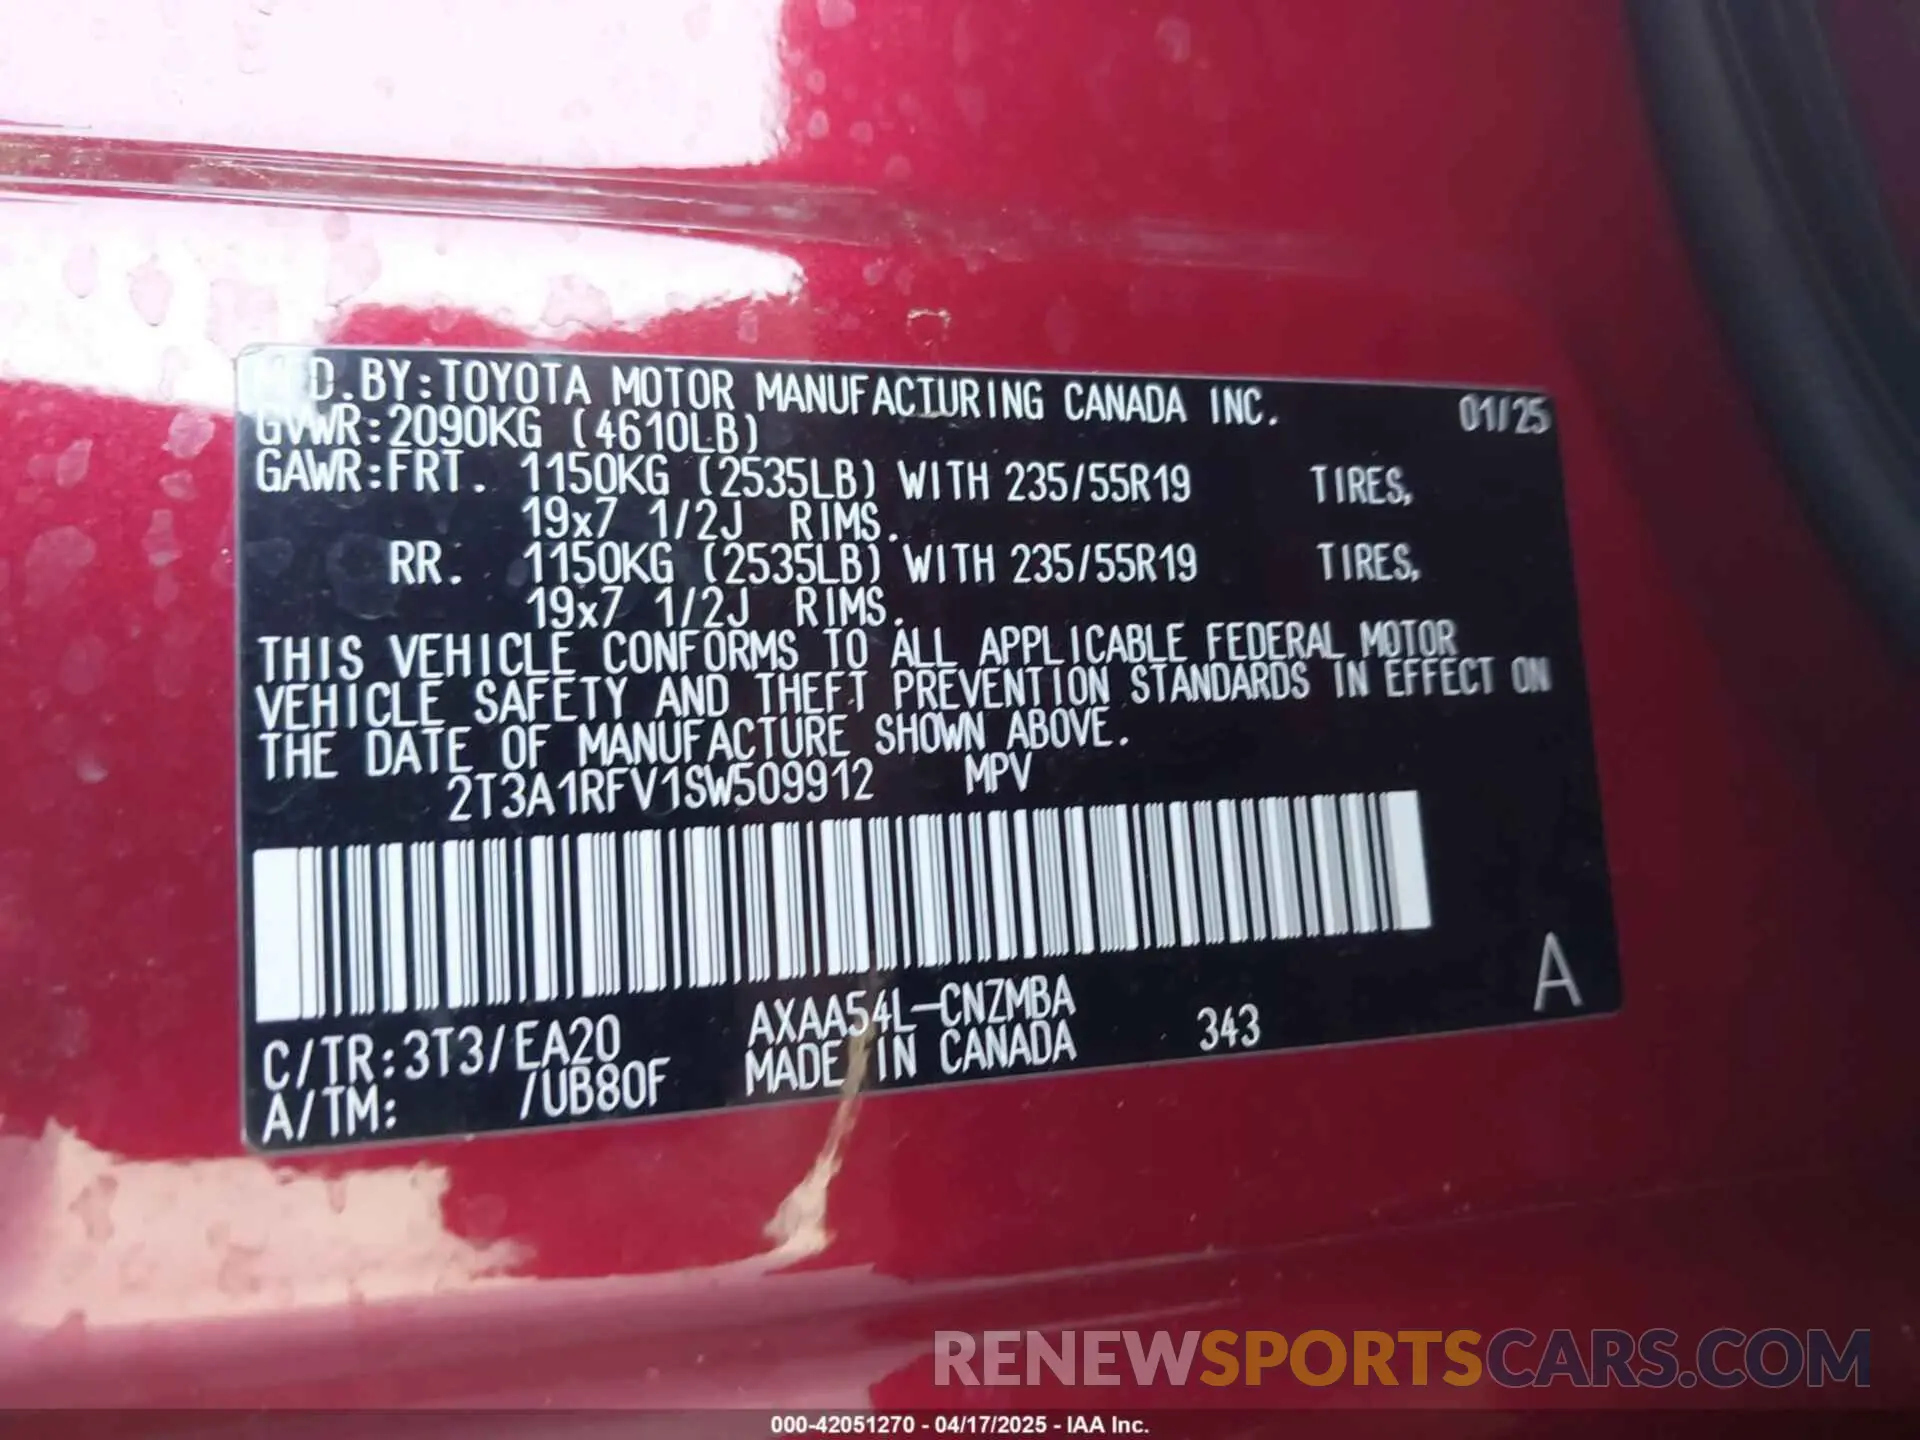 MFD.BY:TOYOTA MOTOR MANUFACTURING CANADA INC. 01/25
GVWR:2090KG (4610LB)
GAWR:FRT. 1150KG (2535LB) WITH 235/55R19 TIRES,
19x7 1/2J RIMS.
RR. 1150KG (2535LB) WITH 235/55R19 TIRES,
19x7 1/2J RIMS.
THIS VEHICLE CONFORMS TO ALL APPLICABLE FEDERAL MOTOR
VEHICLE SAFETY AND THEFT PREVENTION STANDARDS IN EFFECT ON
THE DATE OF MANUFACTURE SHOWN ABOVE.
2T3A1RFV1SW509912 MPV
C/TR:3T3/EA20 AXAA54L-CNZMBA 343 A
A/TM: /UB80F MADE IN CANADA
RENEWSPORTSCARS.COM
000-42051270 - 04/17/2025 - IAA Inc.